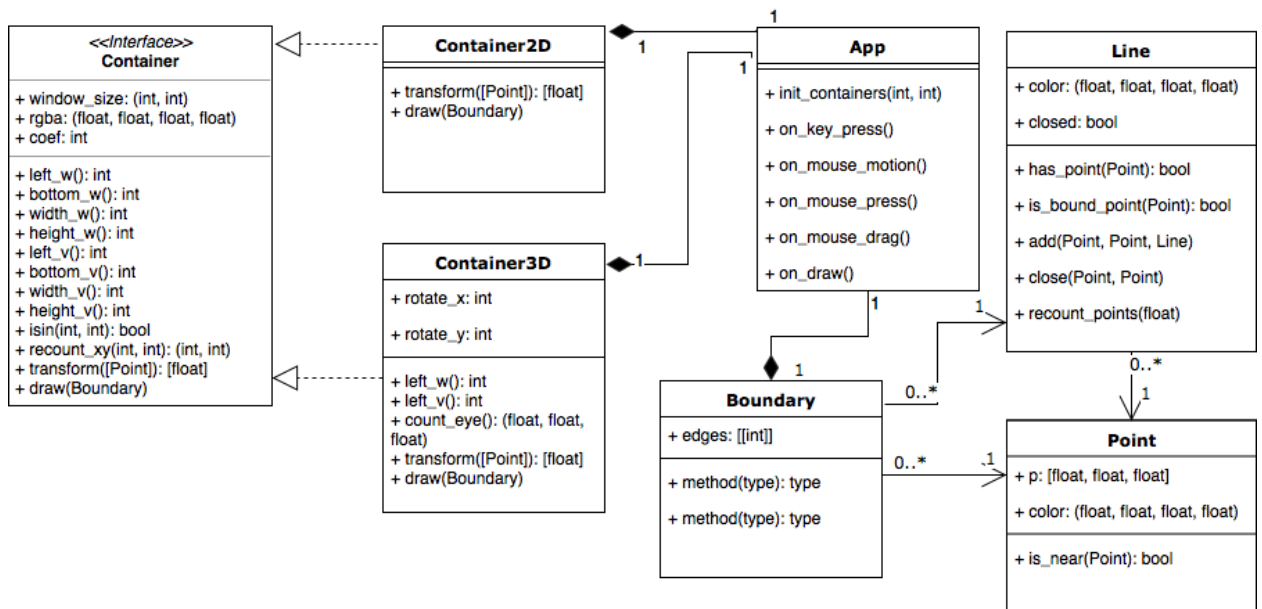 <<Interface>>
Container
+ window_size: (int, int)
+ rgba: (float, float, float, float)
+ coef: int
+ left_w(): int
+ bottom_w(): int
+ width_w(): int
+ height_w(): int
+ left_v(): int
+ bottom_v(): int
+ width_v(): int
+ height_v(): int
+ isin(int, int): bool
+ recount_xy(int, int): (int, int)
+ transform([Point]): [float]
+ draw(Boundary)
Container2D
+ transform([Point]): [float]
+ draw(Boundary)
1
1
Container3D
+ rotate_x: int
+ rotate_y: int
+ left_w(): int
+ left_v(): int
+ count_eye(): (float, float,
float)
+ transform([Point]): [float]
+ draw(Boundary)
1
1
App
+ init_containers(int, int)
+ on_key_press()
+ on_mouse_motion()
+ on_mouse_press()
+ on_mouse_drag()
+ on_draw()
1
1
Boundary
+ edges: [[int]]
+ method(type): type
+ method(type): type
0..*
1
0..*
1
Line
+ color: (float, float, float, float)
+ closed: bool
+ has_point(Point): bool
+ is_bound_point(Point): bool
+ add(Point, Point, Line)
+ close(Point, Point)
+ recount_points(float)
0..*
1
Point
+ p: [float, float, float]
+ color: (float, float, float, float)
+ is_near(Point): bool